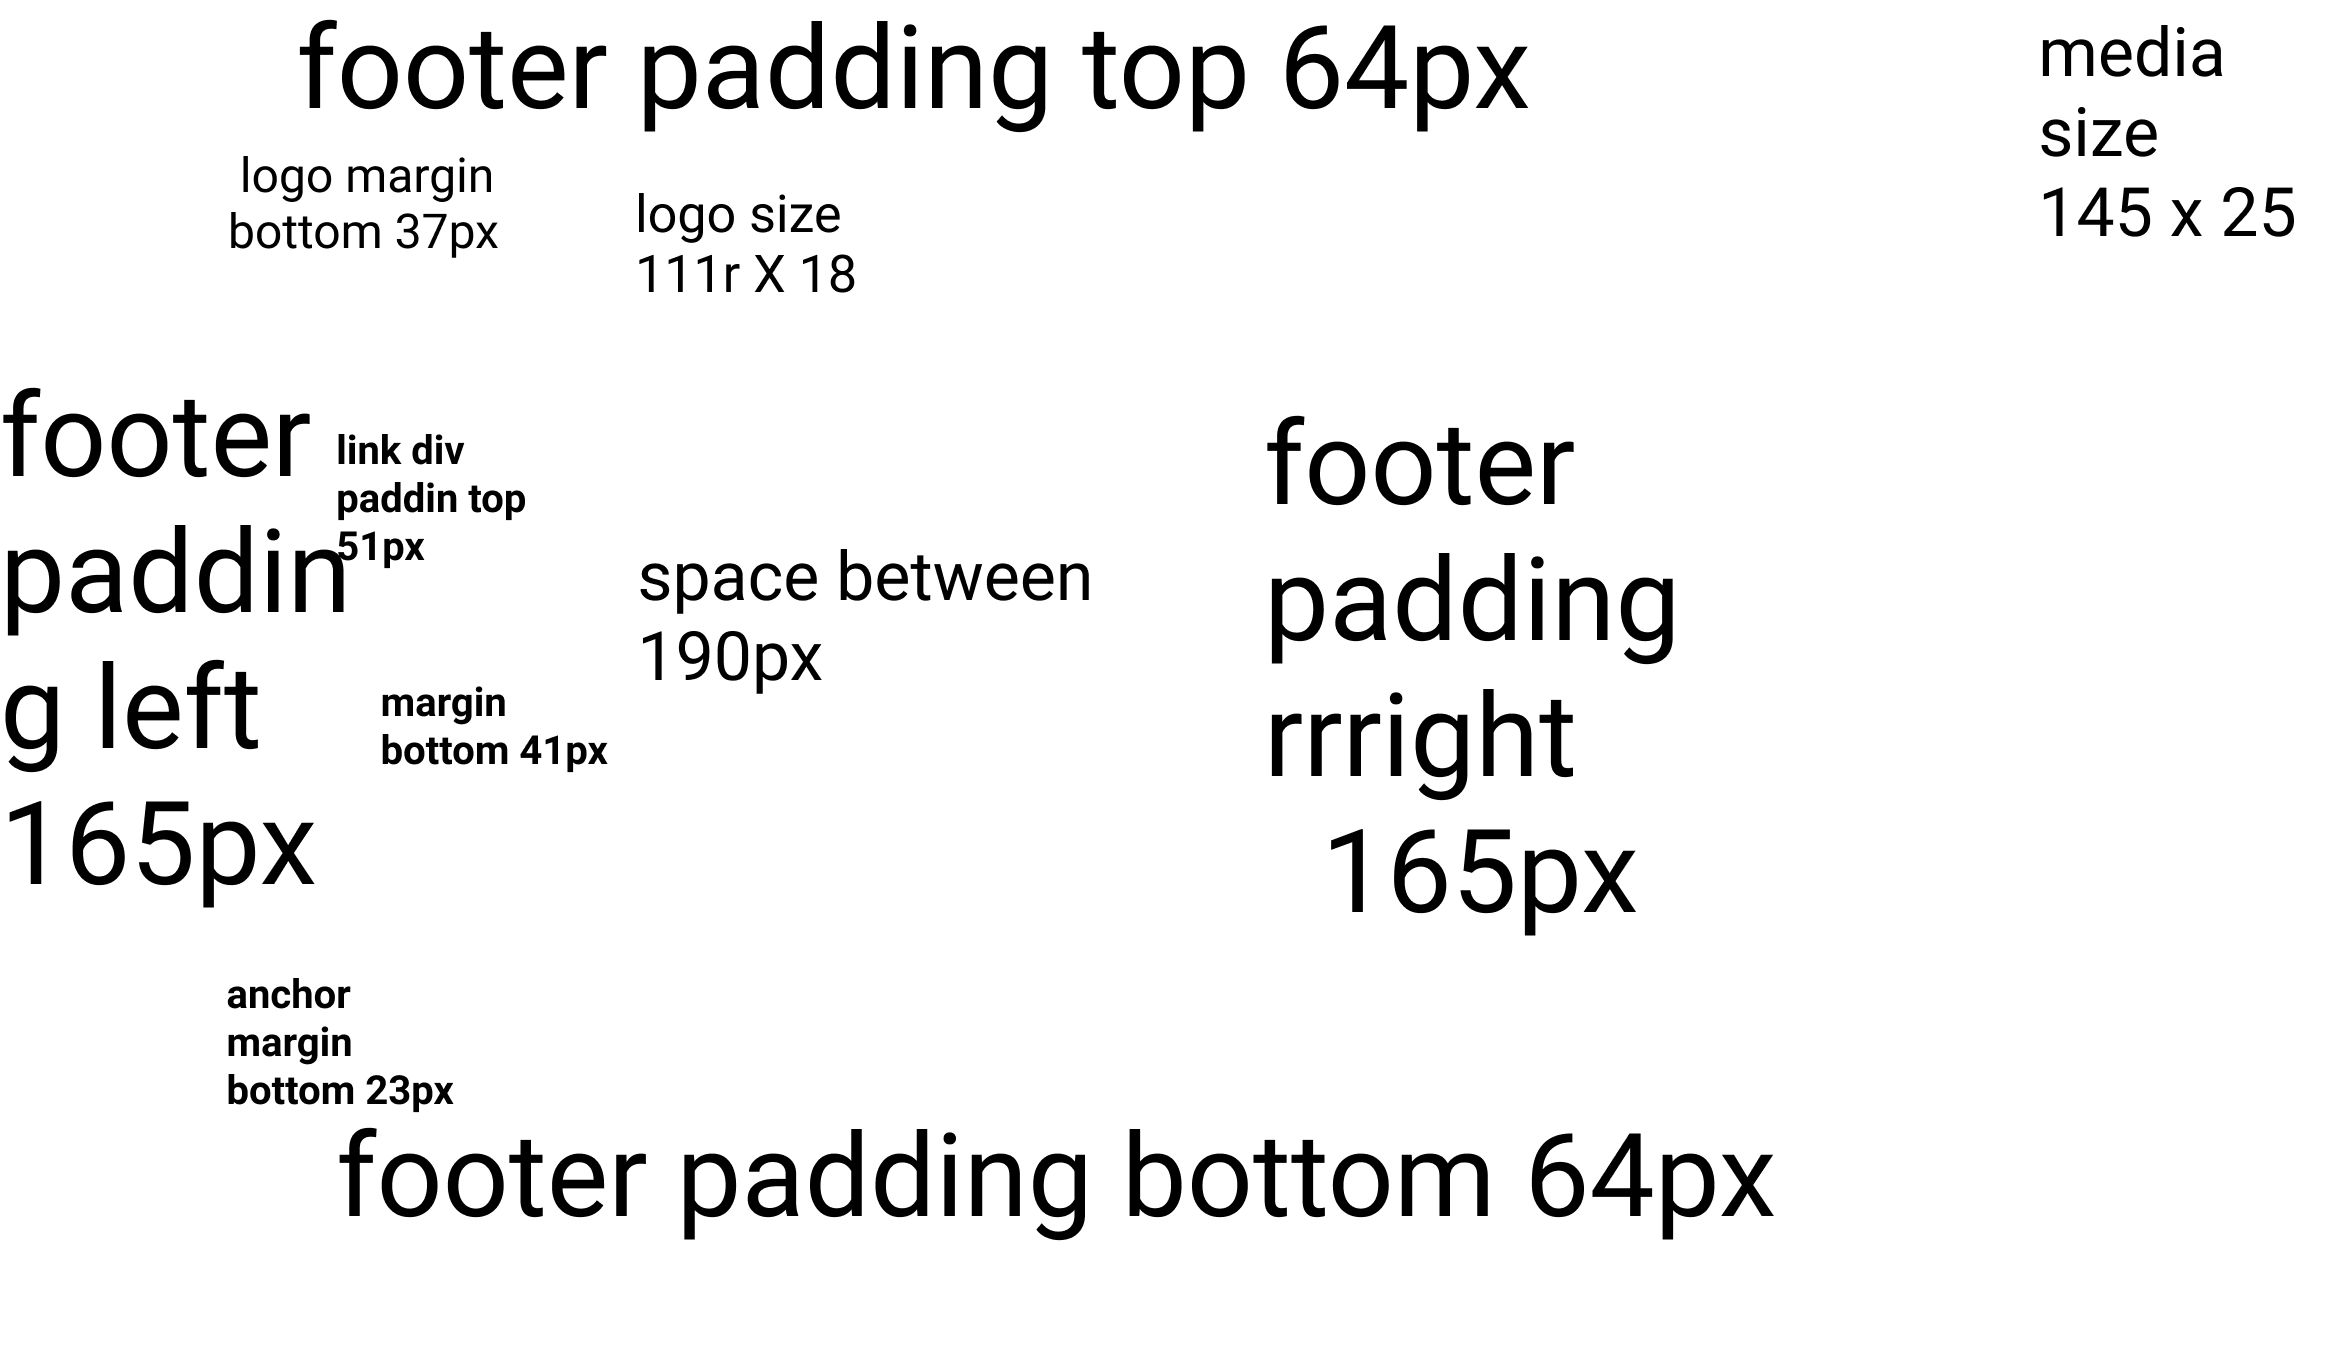 footer padding top 64px
media
size
145 x 25
logo margin
bottom 37px
logo size
111r X 18
footer
paddin
g left
165px
link div
paddin top
51px
space between
190px
margin
bottom 41px
footer
padding
rrright
165px
anchor
margin
bottom 23px
footer padding bottom 64px